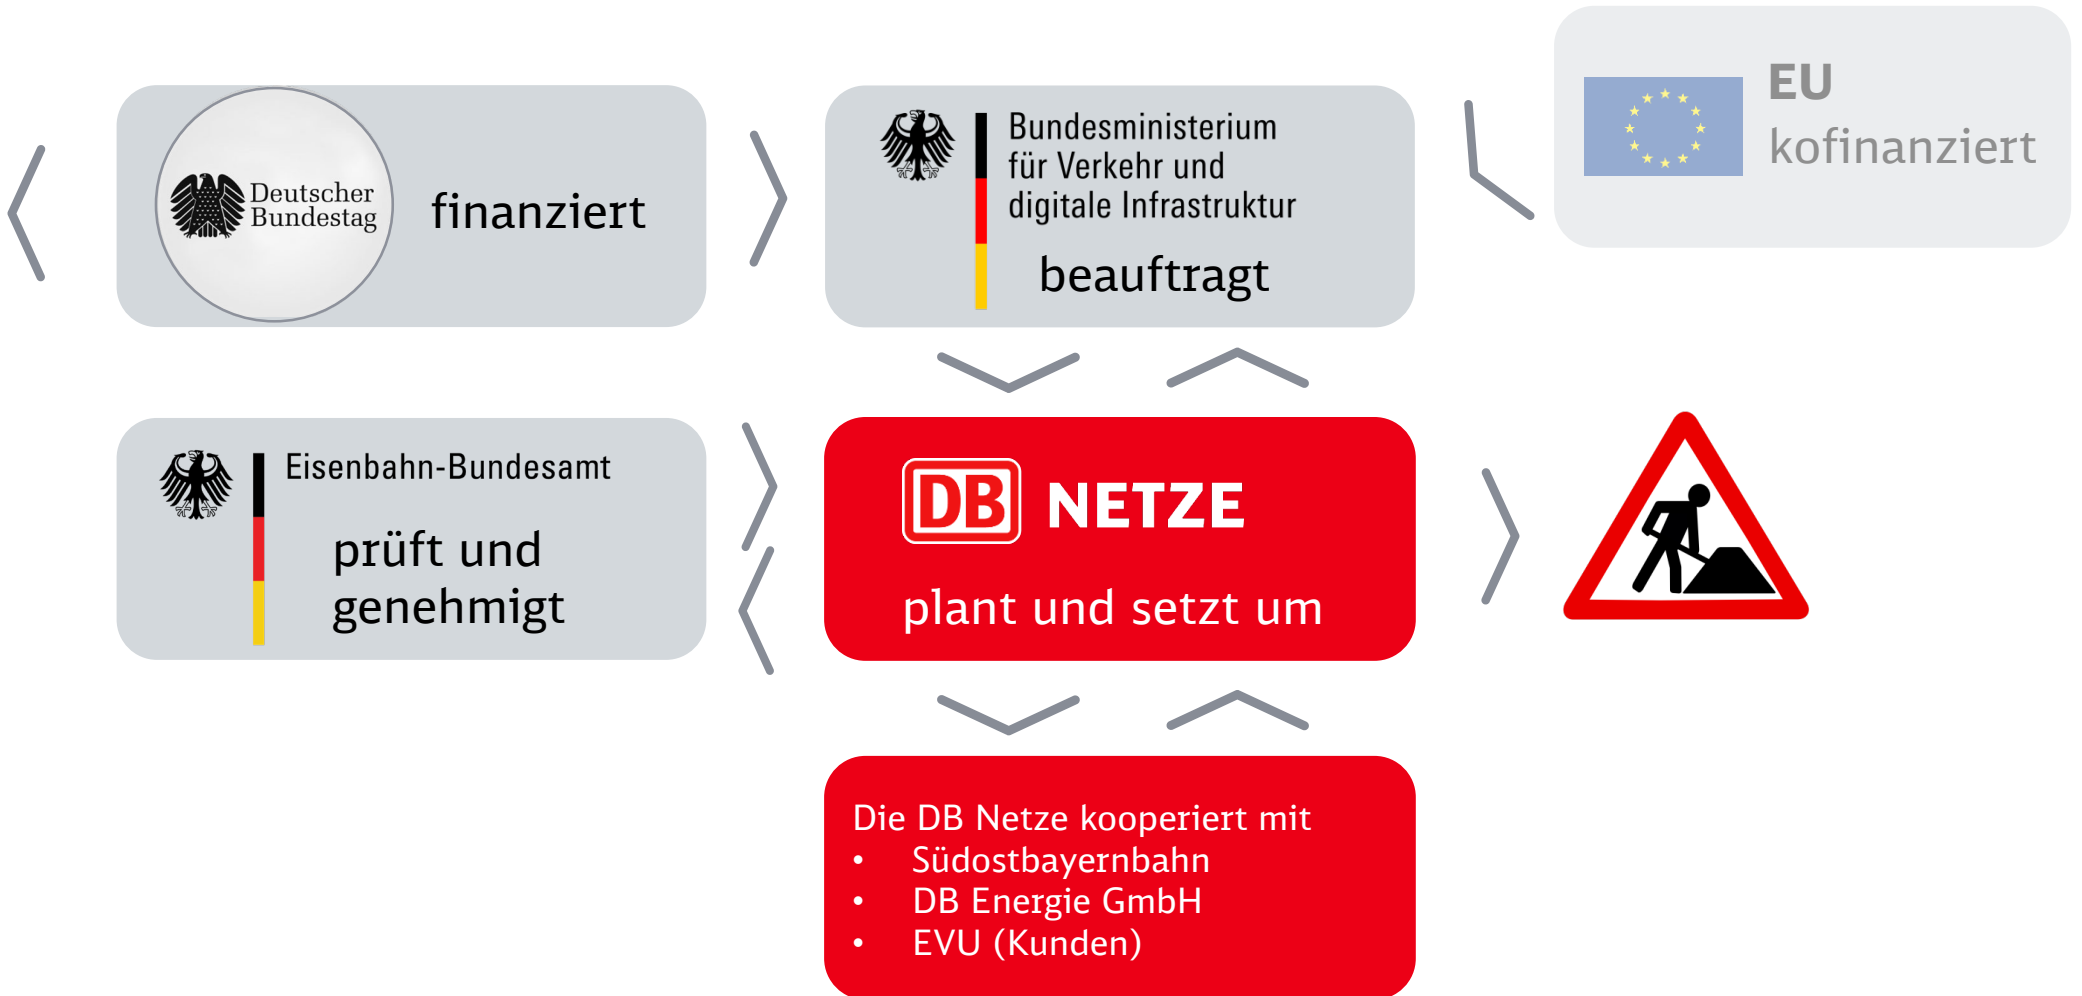 Deutscher
Bundestag
finanziert
Bundesministerium
für Verkehr und
digitale Infrastruktur
beauftragt
EU
kofinanziert
Eisenbahn-Bundesamt
prüft und
genehmigt
DB NETZE
plant und setzt um
Die DB Netze kooperiert mit
• Südostbayernbahn
• DB Energie GmbH
• EVU (Kunden)